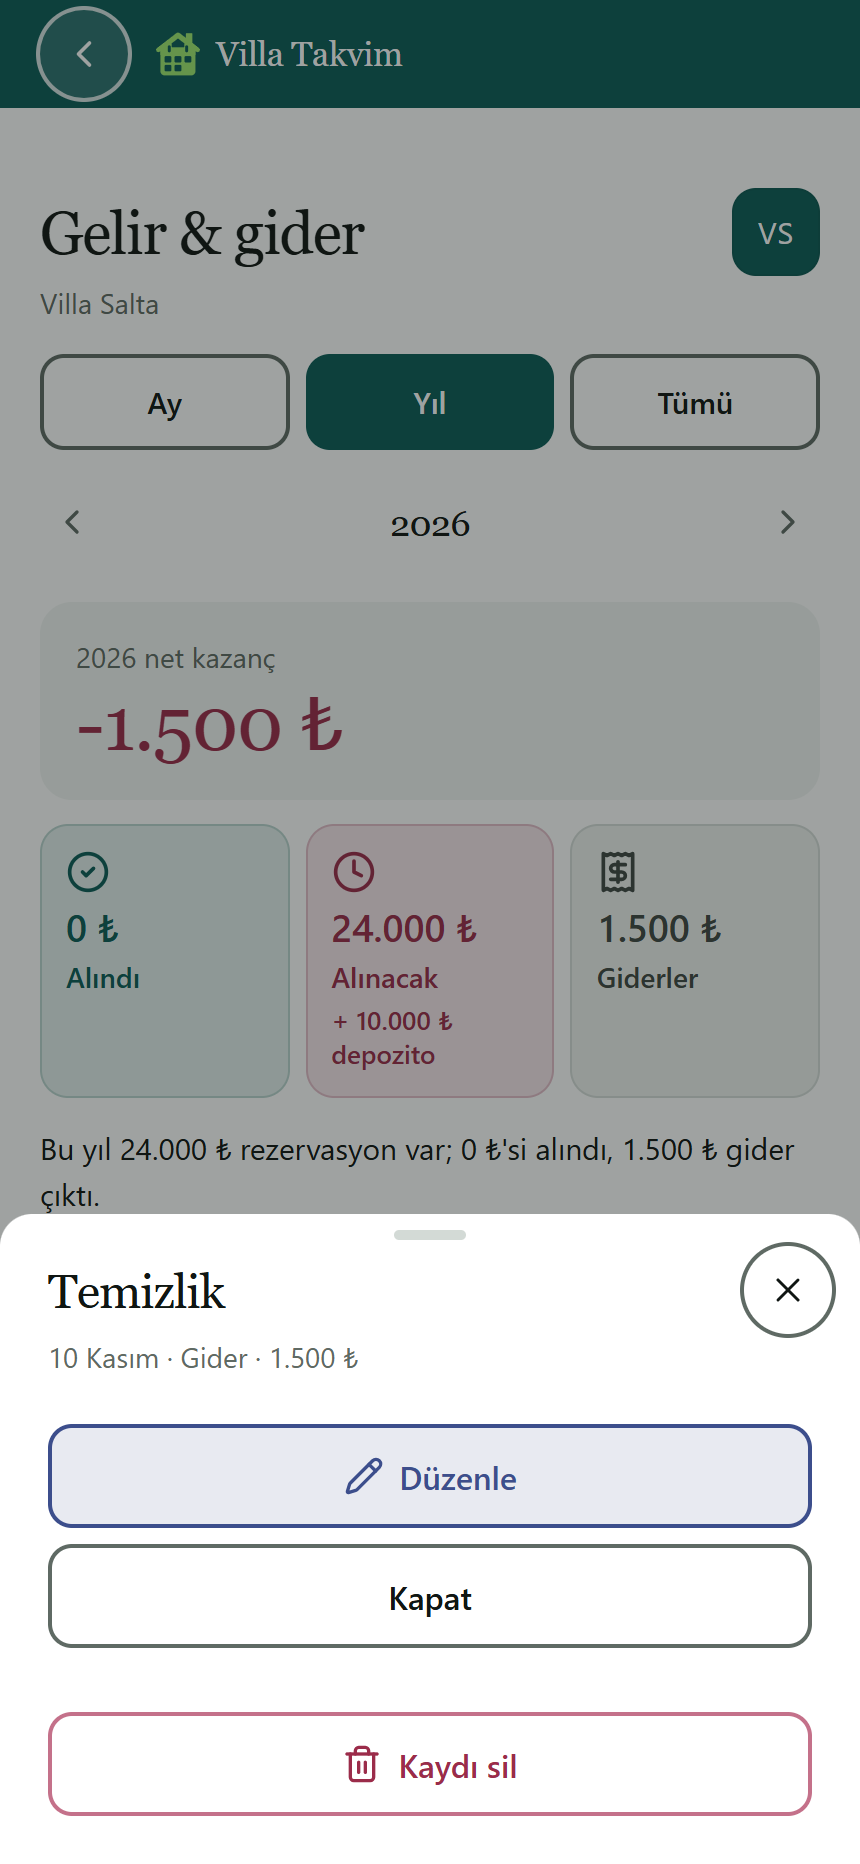 Villa Takvim
Gelir & gider
VS
Villa Salta
Ay
Yıl
Tümü
2026
2026 net kazanç
-1.500 ₺
0 ₺
Alındı
24.000 ₺
Alınacak
+ 10.000 ₺
depozito
1.500 ₺
Giderler
Bu yıl 24.000 ₺ rezervasyon var; 0 ₺'si alındı, 1.500 ₺ gider
çıktı.
Temizlik
10 Kasım · Gider · 1.500 ₺
Düzenle
Kapat
Kaydı sil